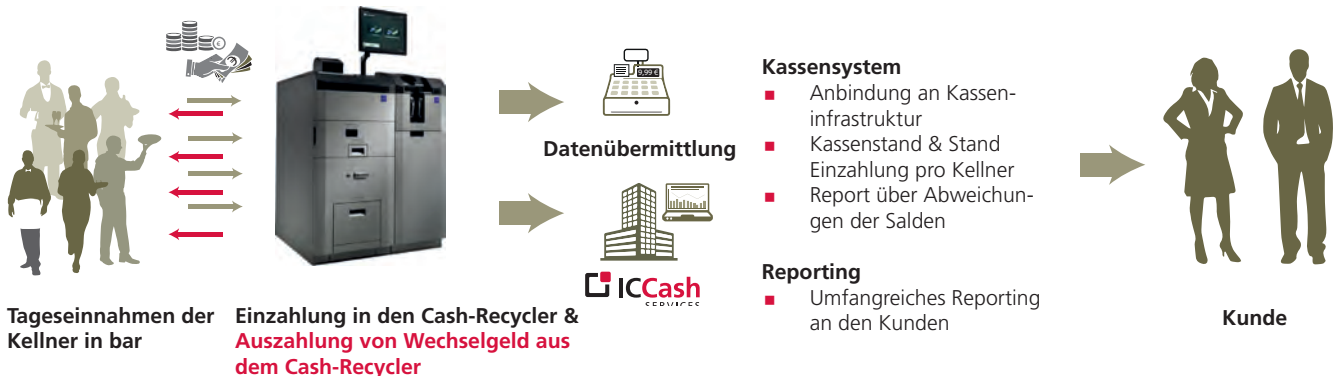 9,99 €
Datenübermittlung
ICCash
SERVICES
Kassensystem
Anbindung an Kassen-
infrastruktur
Kassenstand & Stand
Einzahlung pro Kellner
Report über Abweichun-
gen der Salden
Reporting
Umfangreiches Reporting
an den Kunden
Tageseinnahmen der
Kellner in bar
Einzahlung in den Cash-Recycler &
Auszahlung von Wechselgeld aus
dem Cash-Recycler
Kunde